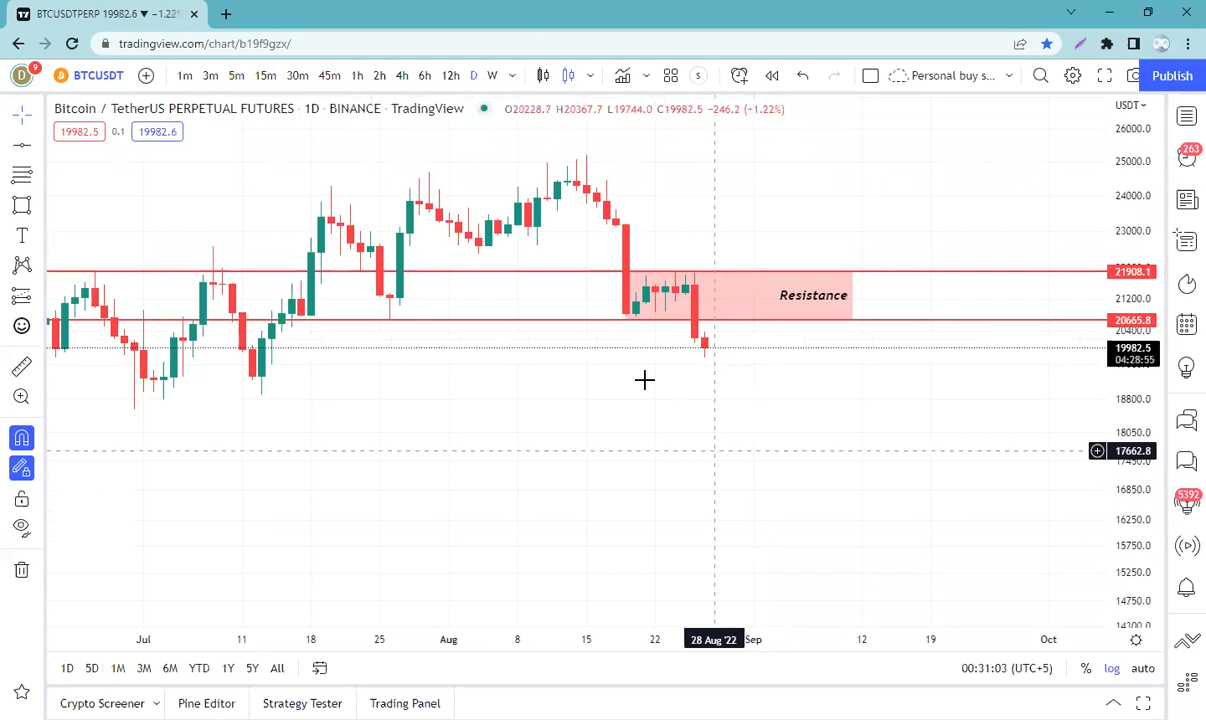 BTCUSDTPERP 19982.6 ▼ −1.22%
tradingview.com/chart/b19f9gzx/
D 9 BTCUSDT 1m 3m 5m 15m 30m 45m 1h 2h 4h 6h 12h D W Personal buy s... Publish
Bitcoin / TetherUS PERPETUAL FUTURES · 1D · BINANCE · TradingView O20228.7 H20367.7 L19744.0 C19982.5 −246.2 (−1.22%) USDT
19982.5 0.1 19982.6
26000.0
25000.0
263
24000.0
23000.0
21908.1
Resistance
21200.0
20665.8
20400.0
19982.5
04:28:55
18800.0
18050.0
17662.8
17450.0
16850.0
5392
16250.0
15750.0
15250.0
14750.0
14300.0
Jul 11 18 25 Aug 8 15 22 28 Aug '22 Sep 12 19 Oct
1D 5D 1M 3M 6M YTD 1Y 5Y All 00:31:03 (UTC+5) % log auto
Crypto Screener Pine Editor Strategy Tester Trading Panel